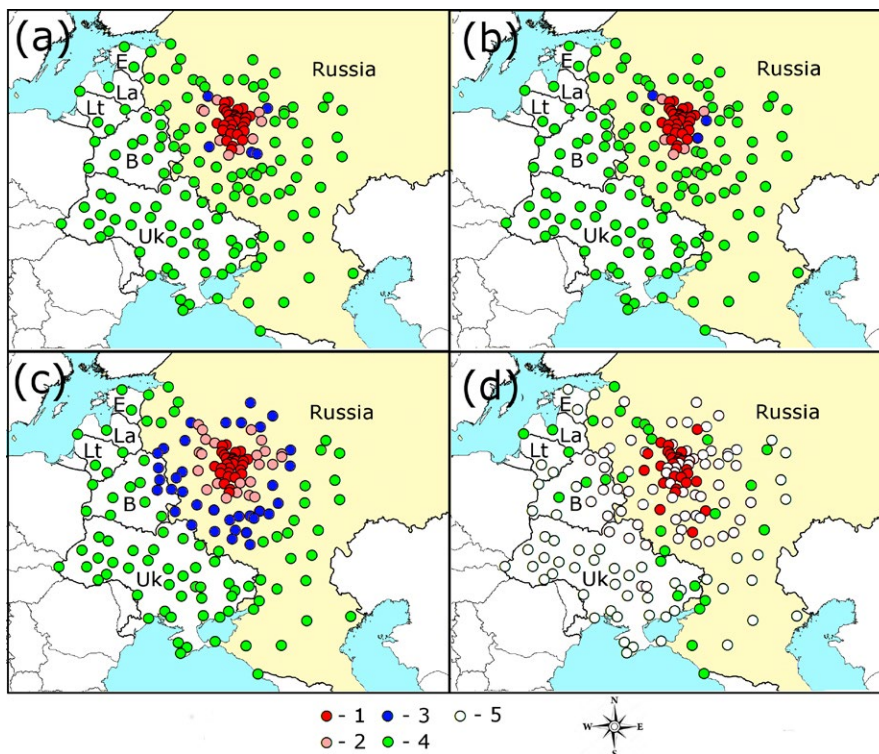 (a)
E
La
Lt
B
Uk
Russia
(b)
E
La
Lt
B
Uk
Russia
(c)
E
La
Lt
B
Uk
Russia
(d)
E
La
Lt
B
Uk
Russia
- 1 - 3 - 5
- 2 - 4
N
W E
S